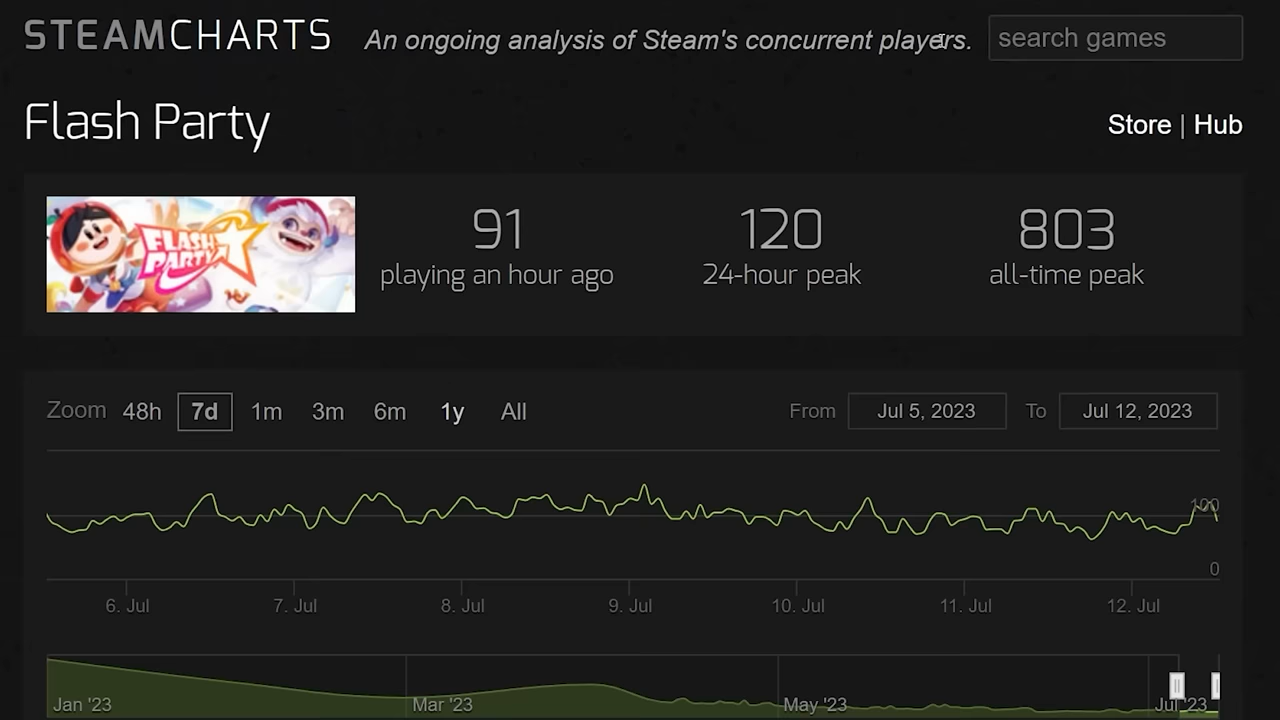 STEAMCHARTS An ongoing analysis of Steam's concurrent players. search games
Flash Party
Store | Hub
FLASH
PARTY
91
playing an hour ago
120
24-hour peak
803
all-time peak
Zoom 48h 7d 1m 3m 6m 1y All
From Jul 5, 2023 To Jul 12, 2023
100
0
6. Jul 7. Jul 8. Jul 9. Jul 10. Jul 11. Jul 12. Jul
Jan '23 Mar '23 May '23 Jul '23